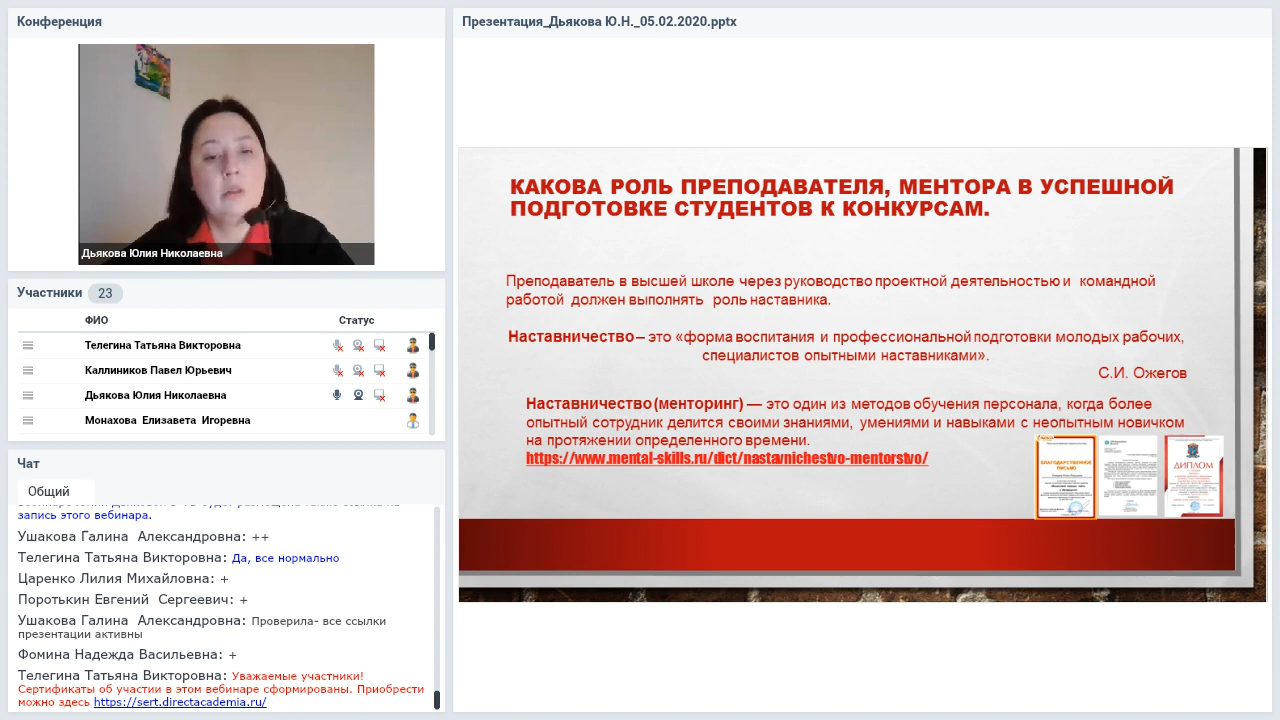 Конференция
Дьякова Юлия Николаевна
Участники 23
ФИО Статус
Телегина Татьяна Викторовна
Каллиников Павел Юрьевич
Дьякова Юлия Николаевна
Монахова Елизавета Игоревна
Чат
Общий
запись этого вебинара.
Ушакова Галина Александровна: ++
Телегина Татьяна Викторовна: Да, все нормально
Царенко Лилия Михайловна: +
Поротькин Евгений Сергеевич: +
Ушакова Галина Александровна: Проверила- все ссылки
презентации активны
Фомина Надежда Васильевна: +
Телегина Татьяна Викторовна: Уважаемые участники!
Сертификаты об участии в этом вебинаре сформированы. Приобрести
можно здесь https://sert.directacademia.ru/
Презентация_Дьякова Ю.Н._05.02.2020.pptx
КАКОВА РОЛЬ ПРЕПОДАВАТЕЛЯ, МЕНТОРА В УСПЕШНОЙ
ПОДГОТОВКЕ СТУДЕНТОВ К КОНКУРСАМ.
Преподаватель в высшей школе через руководство проектной деятельностью и командной
работой должен выполнять роль наставника.
Наставничество – это «форма воспитания и профессиональной подготовки молодых рабочих,
специалистов опытными наставниками».
С.И. Ожегов
Наставничество (менторинг) — это один из методов обучения персонала, когда более
опытный сотрудник делится своими знаниями, умениями и навыками с неопытным новичком
на протяжении определенного времени.
https://www.mental-skills.ru/dict/nastavnichestvo-mentorstvo/
БЛАГОДАРСТВЕННОЕ
ПИСЬМО
ДИПЛОМ